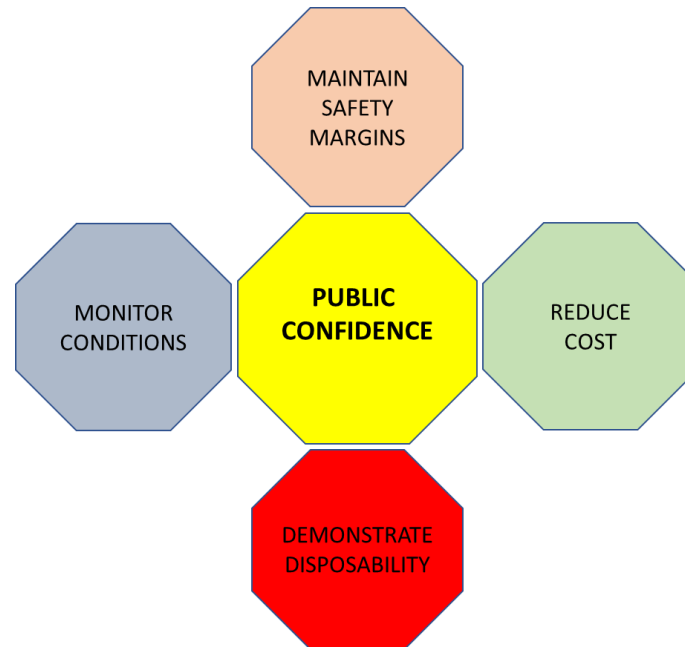 MAINTAIN
SAFETY
MARGINS
MONITOR
CONDITIONS
PUBLIC
CONFIDENCE
REDUCE
COST
DEMONSTRATE
DISPOSABILITY